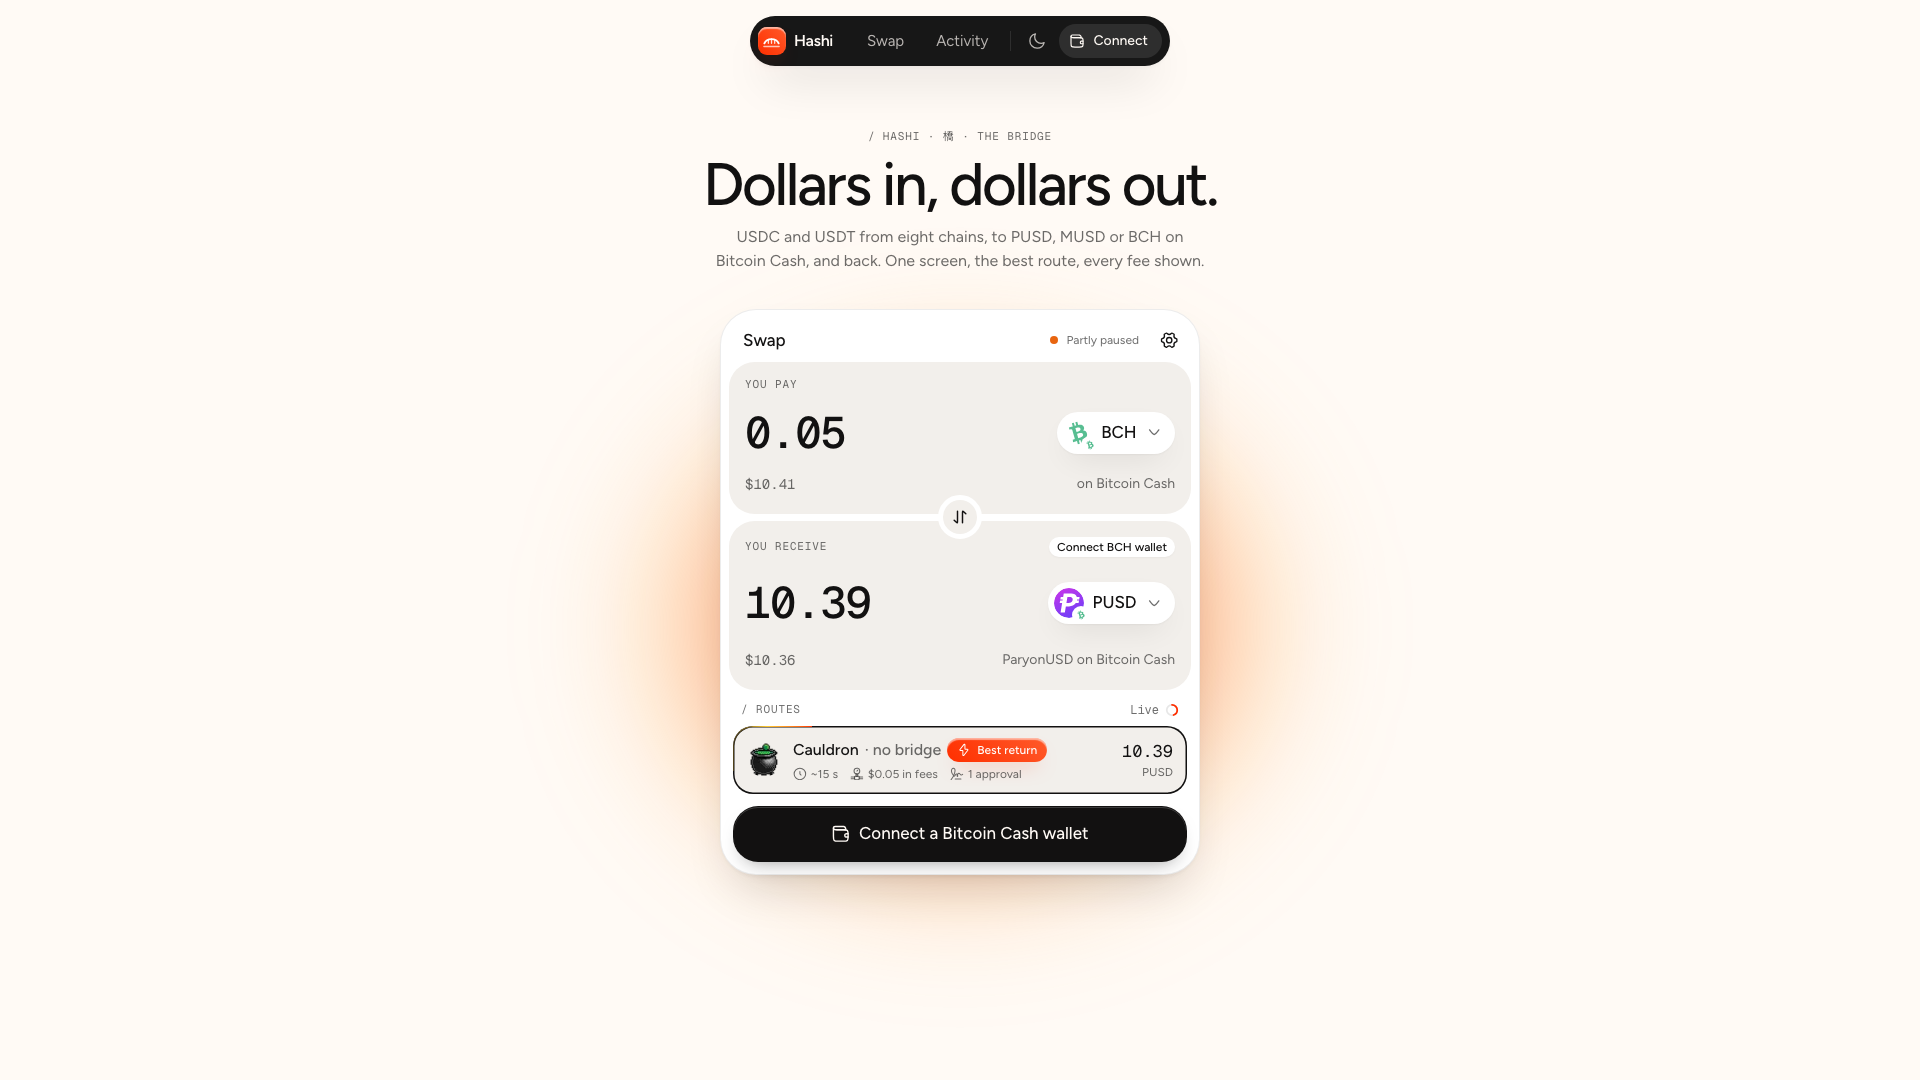 Hashi
Swap
Activity
Connect
/ HASHI · 橋 · THE BRIDGE
Dollars in, dollars out.
USDC and USDT from eight chains, to PUSD, MUSD or BCH on
Bitcoin Cash, and back. One screen, the best route, every fee shown.
Swap
Partly paused
YOU PAY
0.05
BCH
$10.41
on Bitcoin Cash
YOU RECEIVE
Connect BCH wallet
10.39
PUSD
$10.36
ParyonUSD on Bitcoin Cash
/ ROUTES
Live
Cauldron · no bridge
Best return
10.39
~15 s
$0.05 in fees
1 approval
PUSD
Connect a Bitcoin Cash wallet